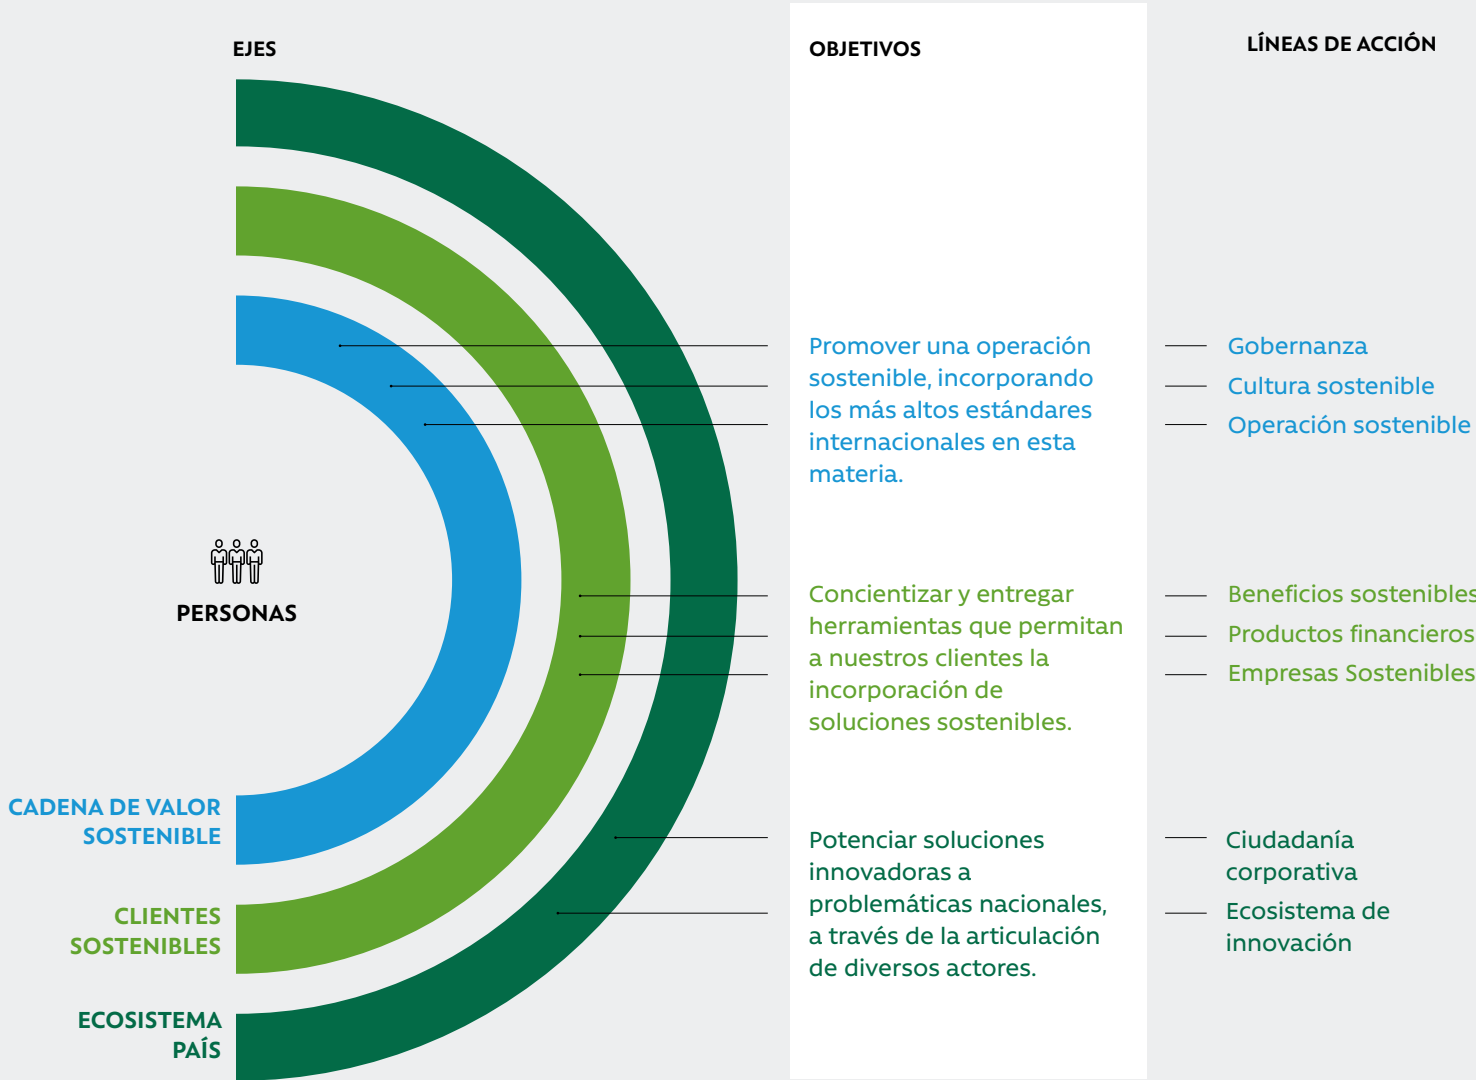 EJES
OBJETIVOS
LÍNEAS DE ACCIÓN
Promover una operación
sostenible, incorporando
los más altos estándares
internacionales en esta
materia.
Gobernanza
Cultura sostenible
Operación sostenible
PERSONAS
Concientizar y entregar
herramientas que permitan
a nuestros clientes la
incorporación de
soluciones sostenibles.
Beneficios sostenibles
Productos financieros
Empresas Sostenibles
CADENA DE VALOR
SOSTENIBLE
CLIENTES
SOSTENIBLES
ECOSISTEMA
PAÍS
Potenciar soluciones
innovadoras a
problemáticas nacionales,
a través de la articulación
de diversos actores.
Ciudadanía
corporativa
Ecosistema de
innovación